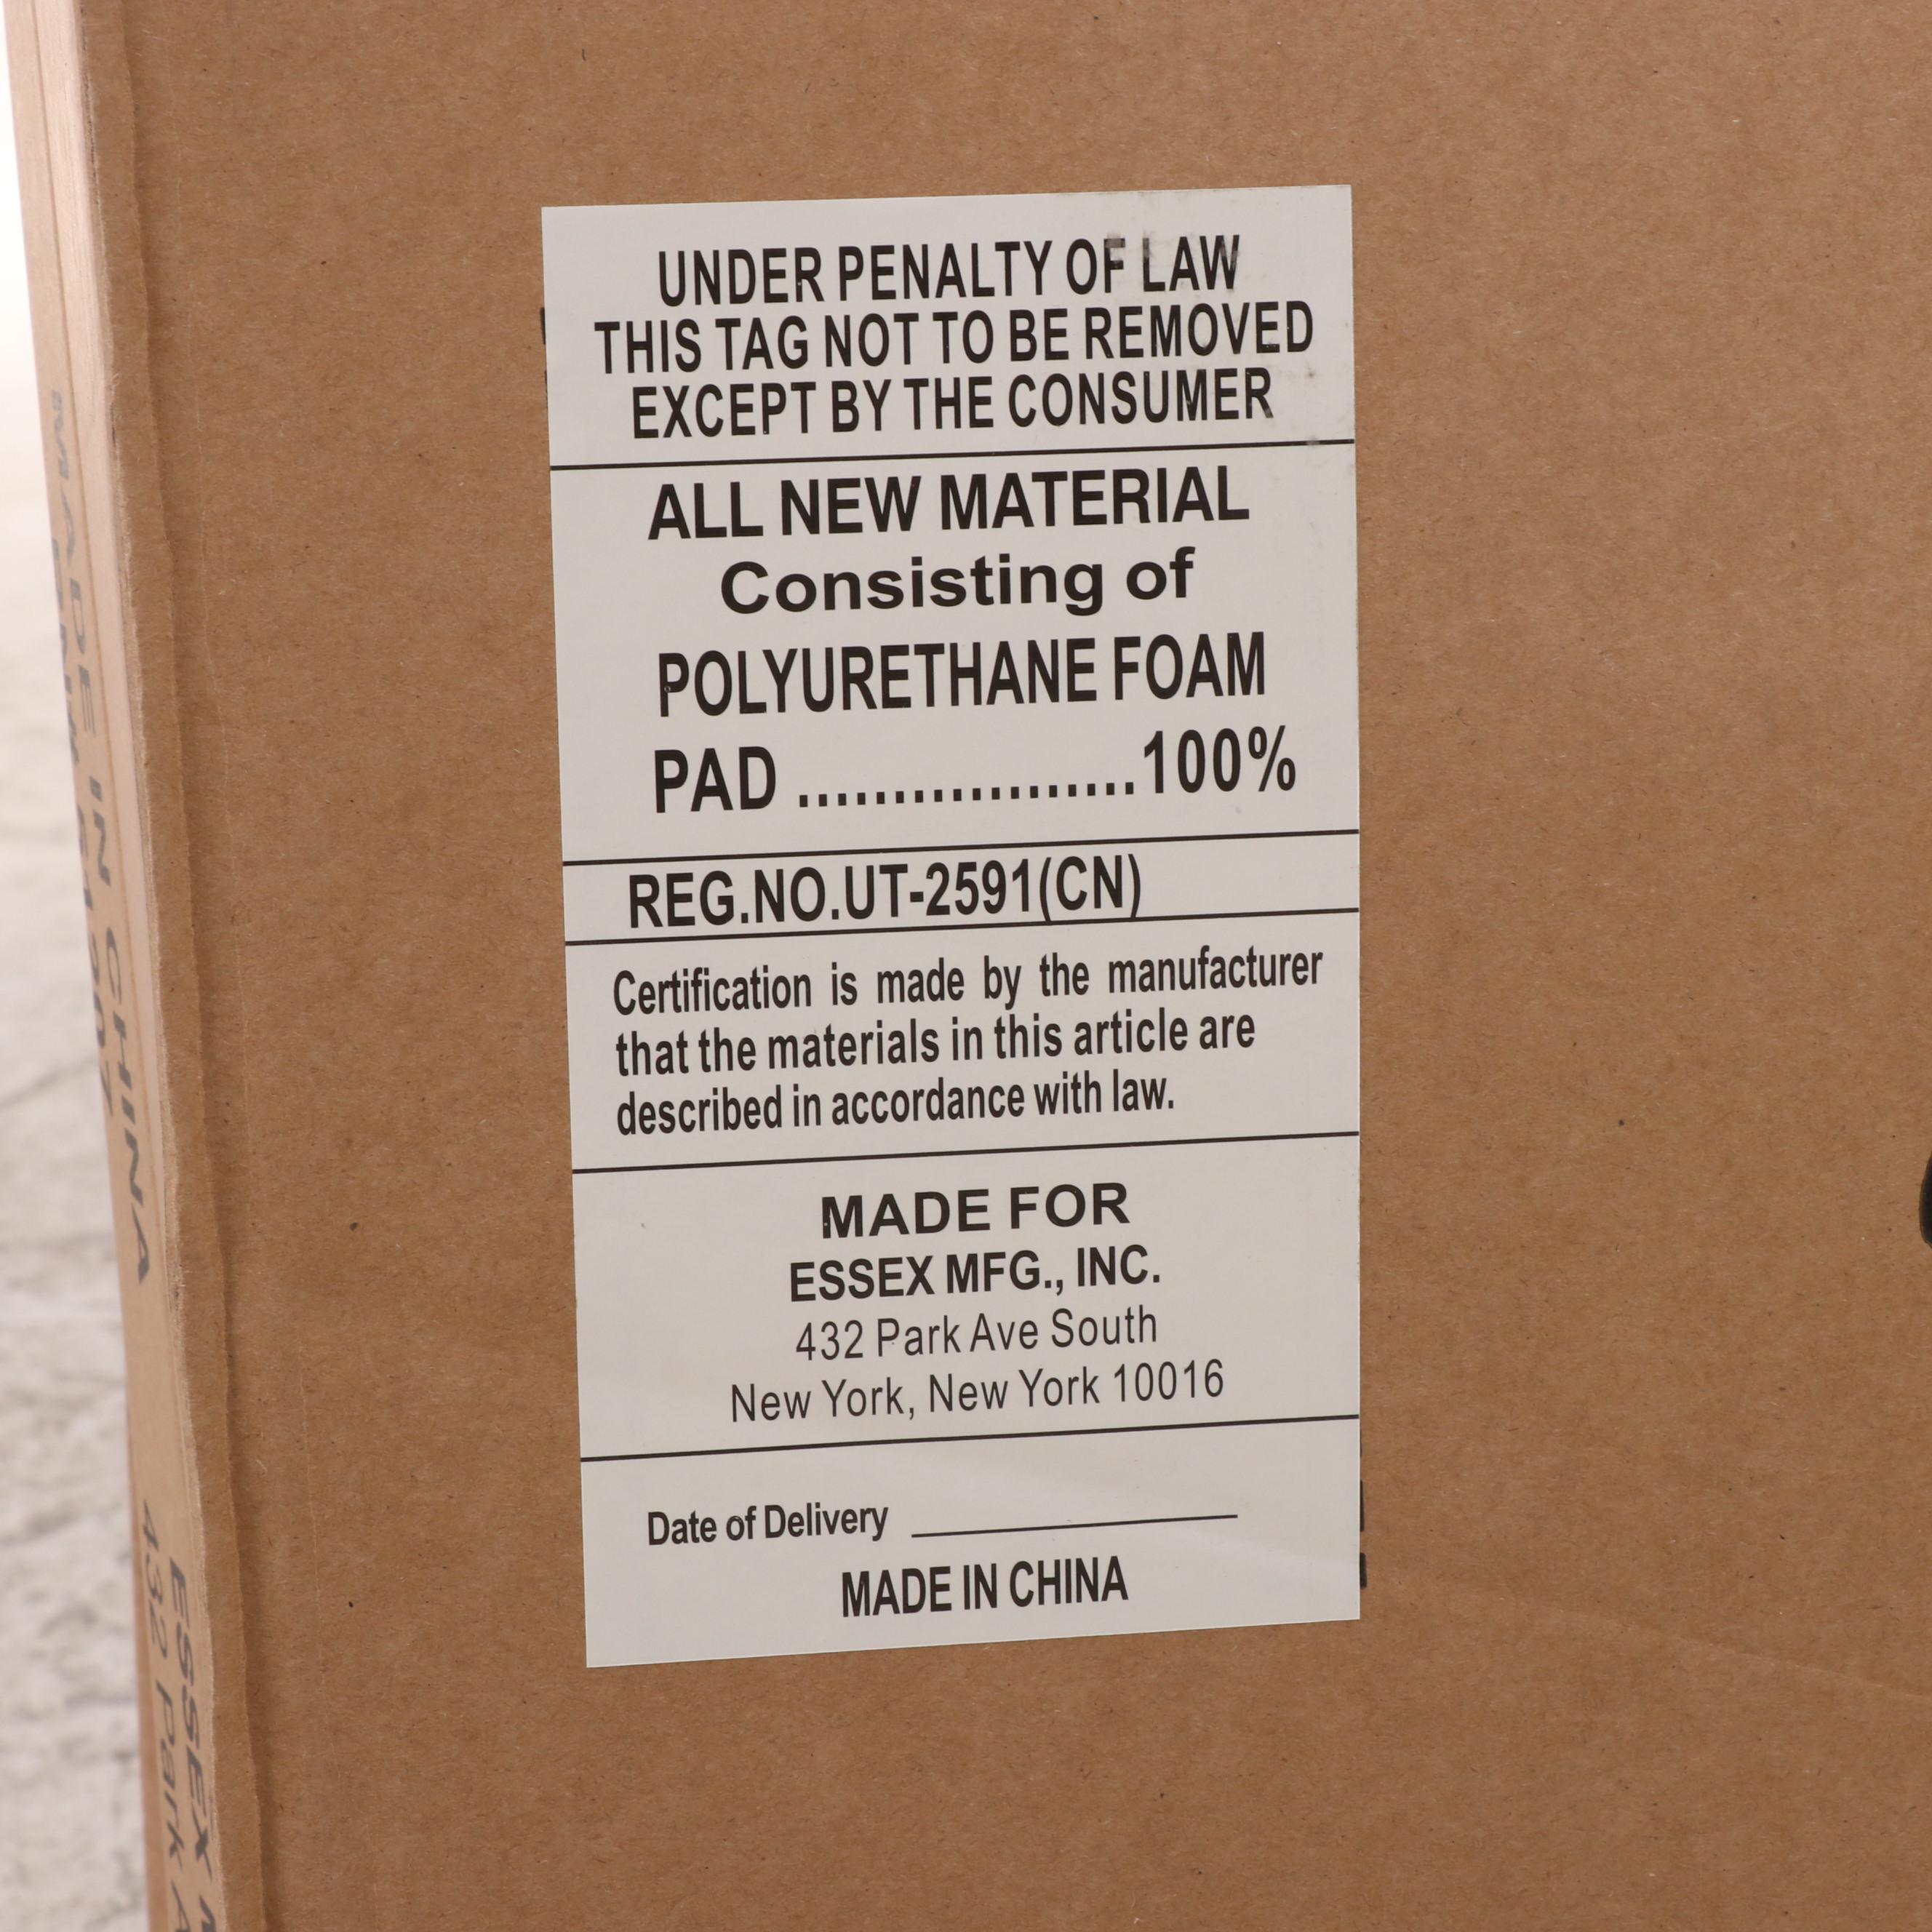 UNDER PENALTY OF LAW
THIS TAG NOT TO BE REMOVED
EXCEPT BY THE CONSUMER
ALL NEW MATERIAL
Consisting of
POLYURETHANE FOAM
PAD ..................100%
REG.NO.UT-2591(CN)
Certification is made by the manufacturer
that the materials in this article are
described in accordance with law.
MADE FOR
ESSEX MFG., INC.
432 Park Ave South
New York, New York 10016
Date of Delivery
MADE IN CHINA
MADE IN CHINA
ESSEX
432 Park